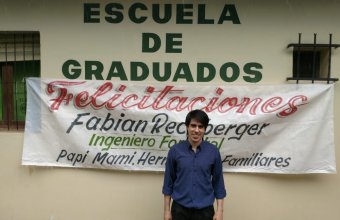 ESCUELA
DE
GRADUADOS
Felicitaciones
Fabian
Ingeniero
Papi Mami. Familiares